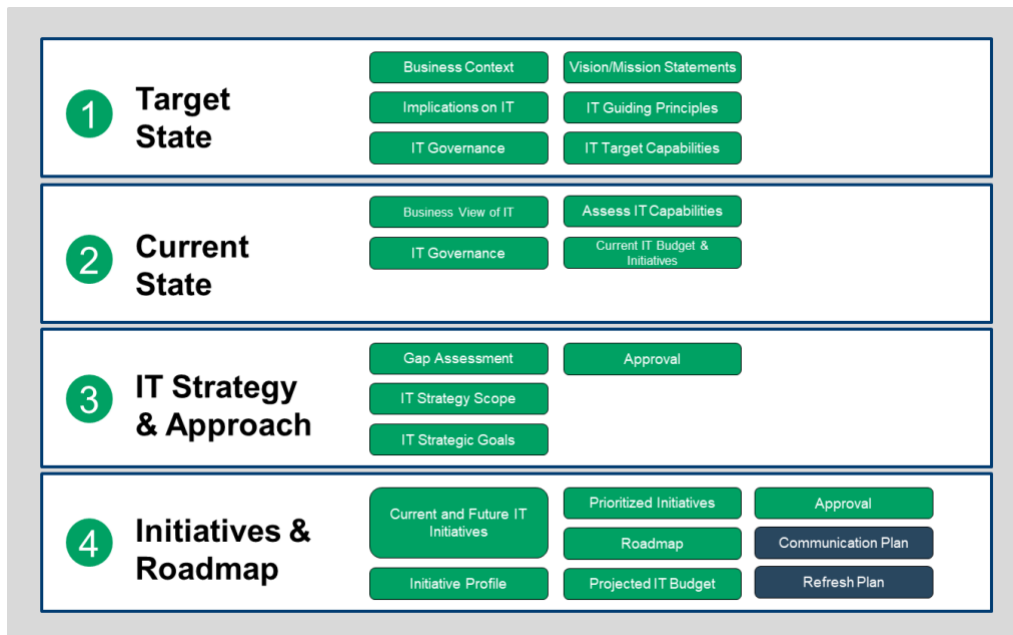 1
Target
State
Business Context
Vision/Mission Statements
Implications on IT
IT Guiding Principles
IT Governance
IT Target Capabilities
2
Current
State
Business View of IT
Assess IT Capabilities
IT Governance
Current IT Budget &
Initiatives
3
IT Strategy
& Approach
Gap Assessment
Approval
IT Strategy Scope
IT Strategic Goals
4
Initiatives &
Roadmap
Current and Future IT
Initiatives
Prioritized Initiatives
Approval
Roadmap
Communication Plan
Initiative Profile
Projected IT Budget
Refresh Plan